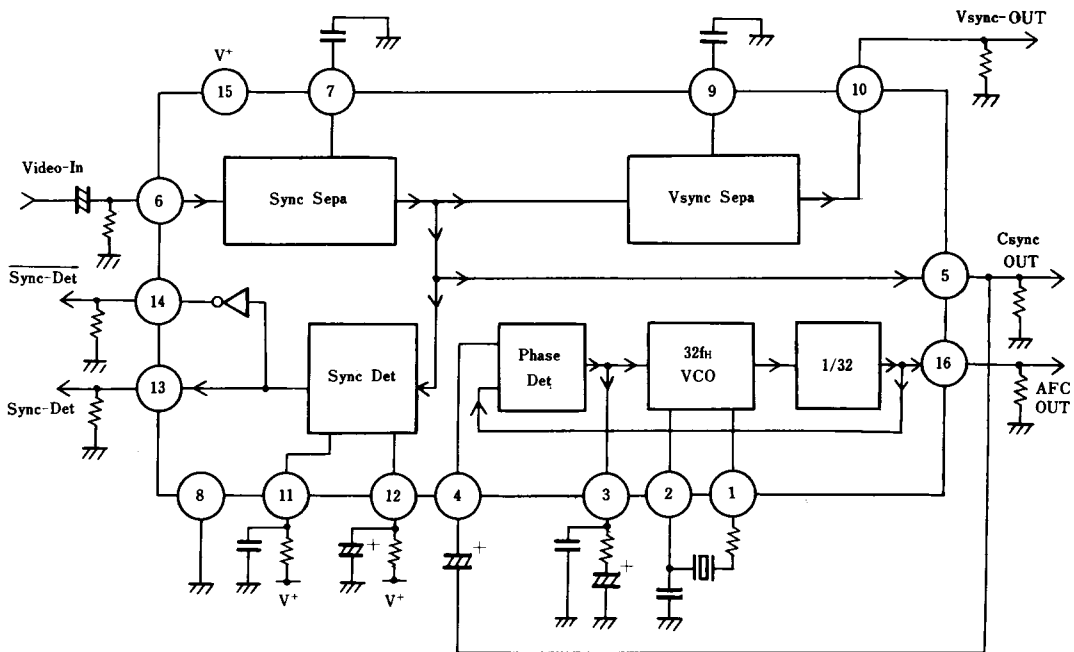 Vsync-OUT
V+
15
7
9
10
Video-In
6
Sync Sepa
Vsync Sepa
Csync
OUT
5
Sync-Det
14
Phase
Det
32fH
VCO
1/32
16
Sync Det
13
Sync-Det
AFC
OUT
8
11
12
4
3
2
1
+
+
+
V+
V+